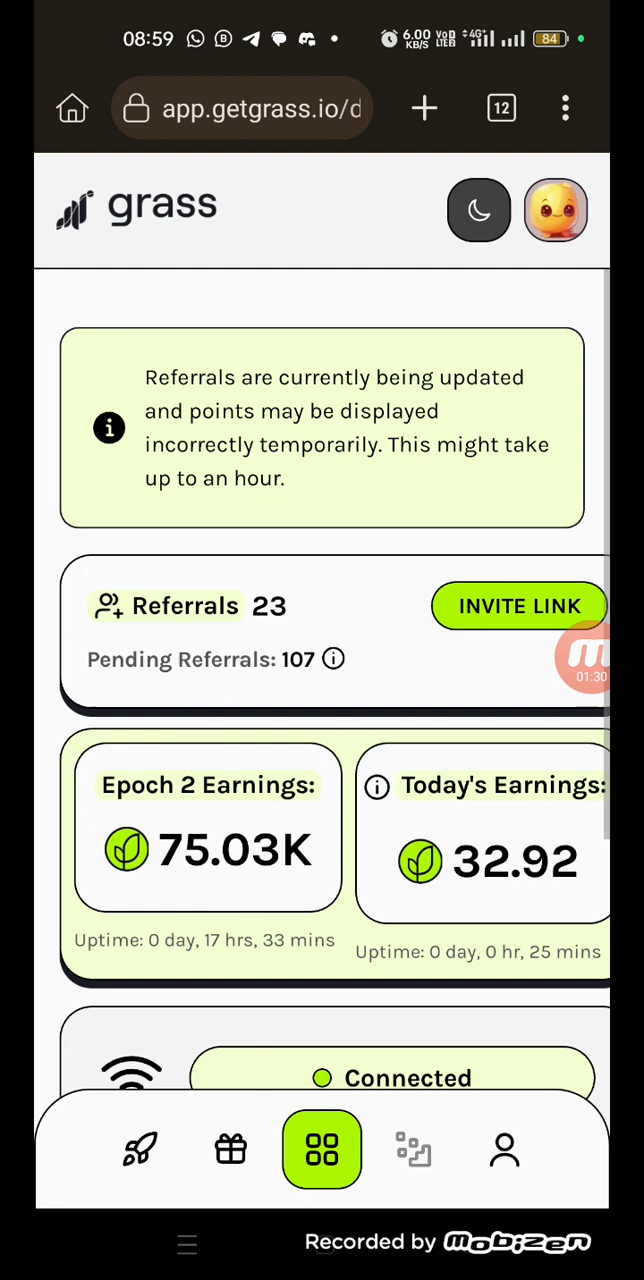 08:59
6.00 KB/S
VoD LTEB
4G+
84
app.getgrass.io/d
12
grass
Referrals are currently being updated
and points may be displayed
incorrectly temporarily. This might take
up to an hour.
Referrals 23
INVITE LINK
Pending Referrals: 107
01:30
Epoch 2 Earnings:
Today's Earnings:
75.03K
32.92
Uptime: 0 day, 17 hrs, 33 mins
Uptime: 0 day, 0 hr, 25 mins
Connected
Recorded by mobizen